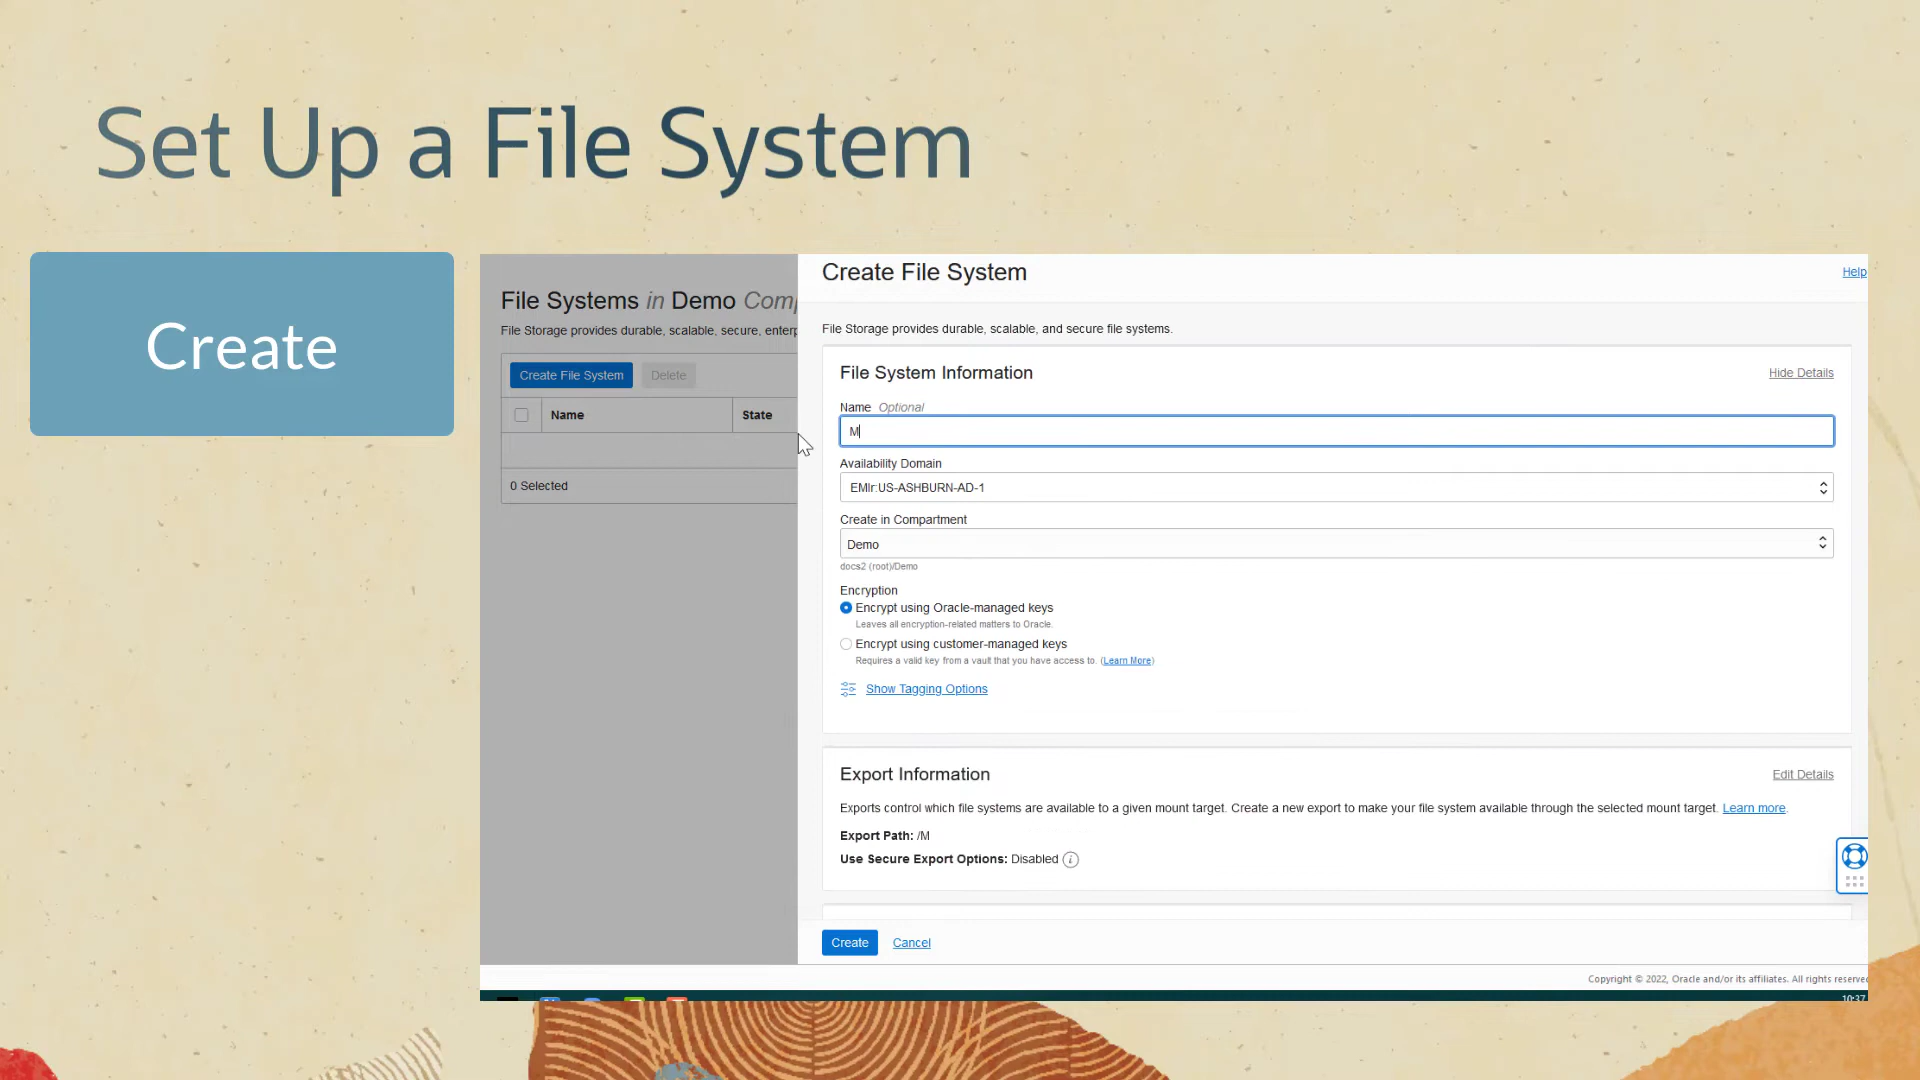 Set Up a File System
Create
File Systems in Demo Comp
File Storage provides durable, scalable, secure, enterp
Create File System Delete
Name State
0 Selected
Create File System Help
File Storage provides durable, scalable, and secure file systems.
File System Information Hide Details
Name Optional
M
Availability Domain
EMIr:US-ASHBURN-AD-1
Create in Compartment
Demo
docs2 (root)/Demo
Encryption
Encrypt using Oracle-managed keys
Leaves all encryption-related matters to Oracle.
Encrypt using customer-managed keys
Requires a valid key from a vault that you have access to. (Learn More)
Show Tagging Options
Export Information Edit Details
Exports control which file systems are available to a given mount target. Create a new export to make your file system available through the selected mount target. Learn more.
Export Path: /M
Use Secure Export Options: Disabled
Create Cancel
Copyright © 2022, Oracle and/or its affiliates. All rights reserved
10:37